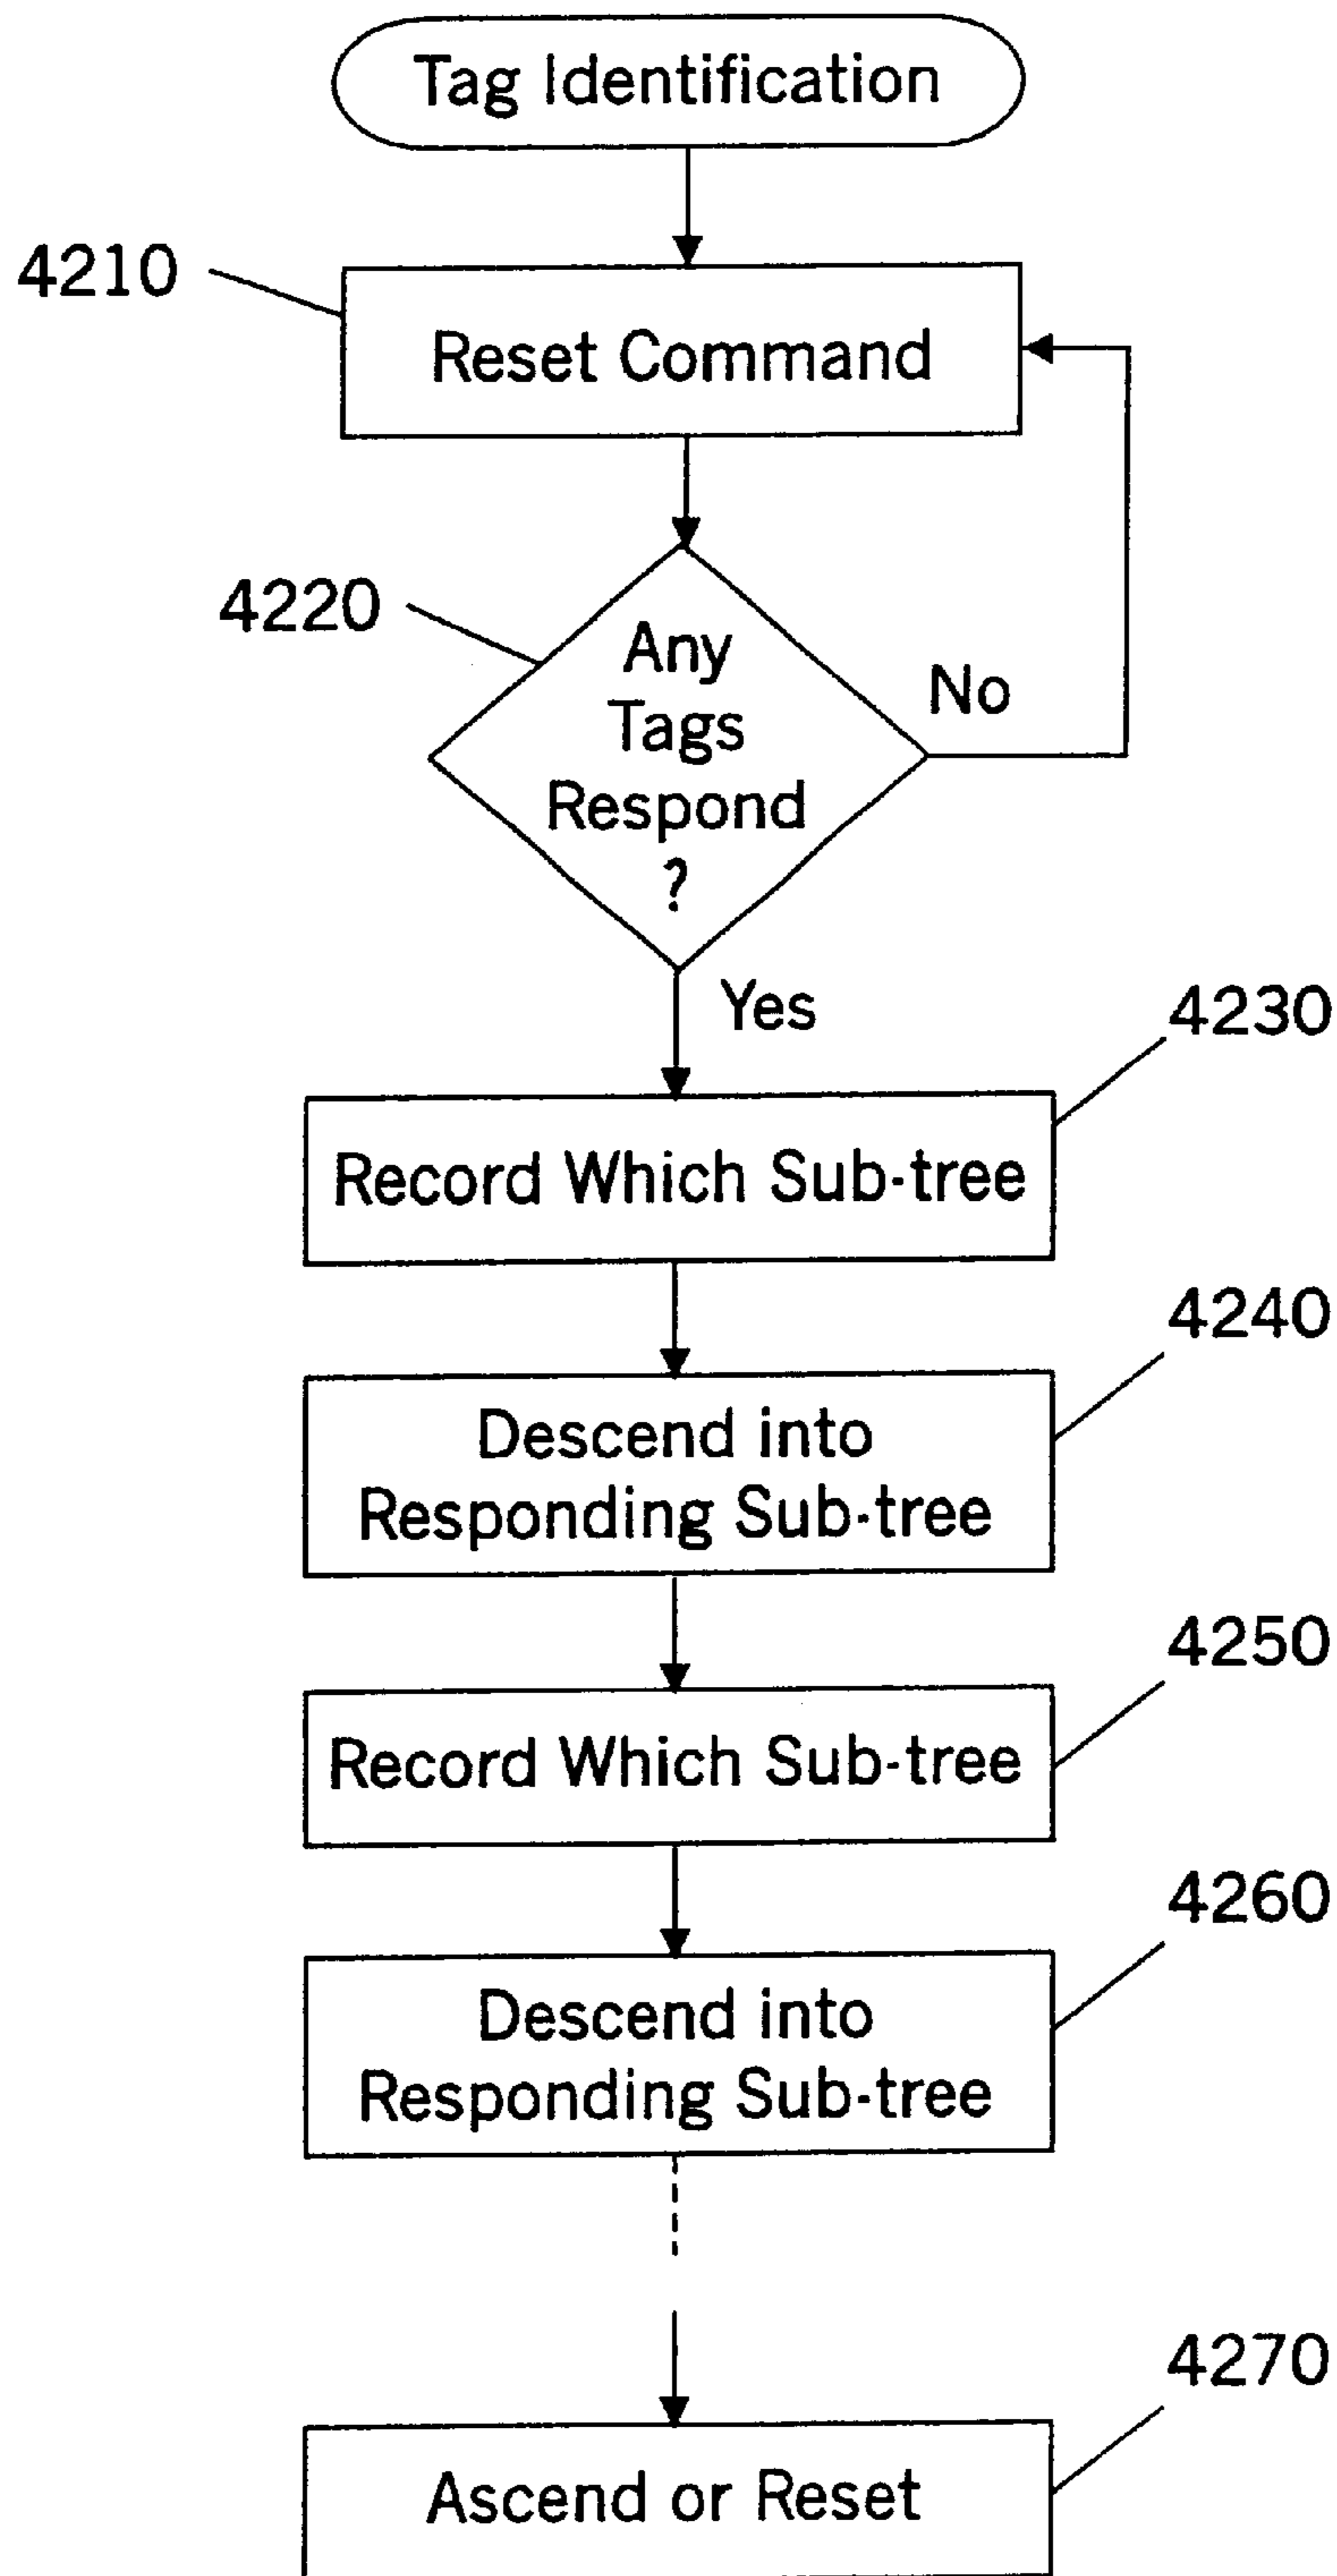 Tag Identification
4210
Reset Command
4220
Any
Tags
Respond
?
No
Yes
4230
Record Which Sub-tree
4240
Descend into
Responding Sub-tree
4250
Record Which Sub-tree
4260
Descend into
Responding Sub-tree
4270
Ascend or Reset